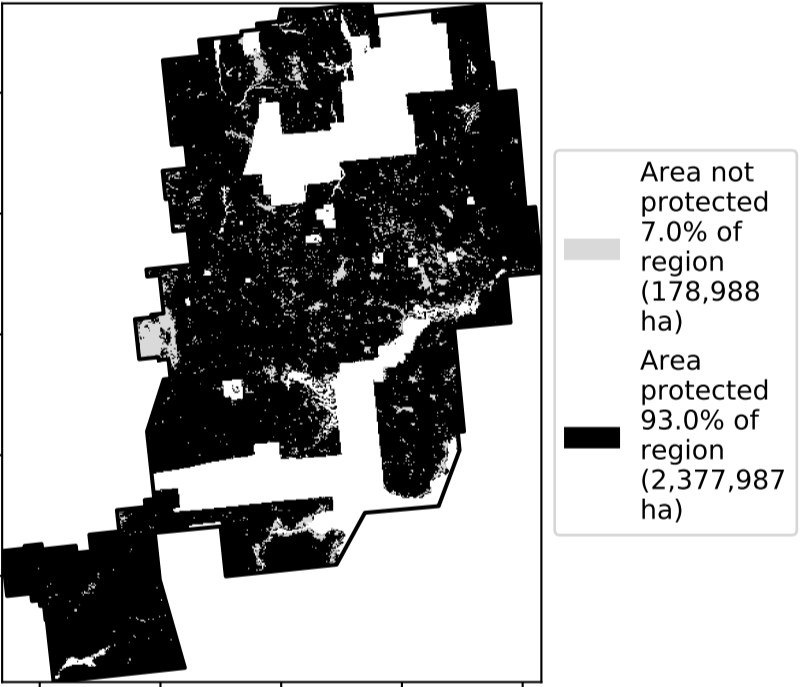 Area not
protected
7.0% of
region
(178,988
ha)
Area
protected
93.0% of
region
(2,377,987
ha)